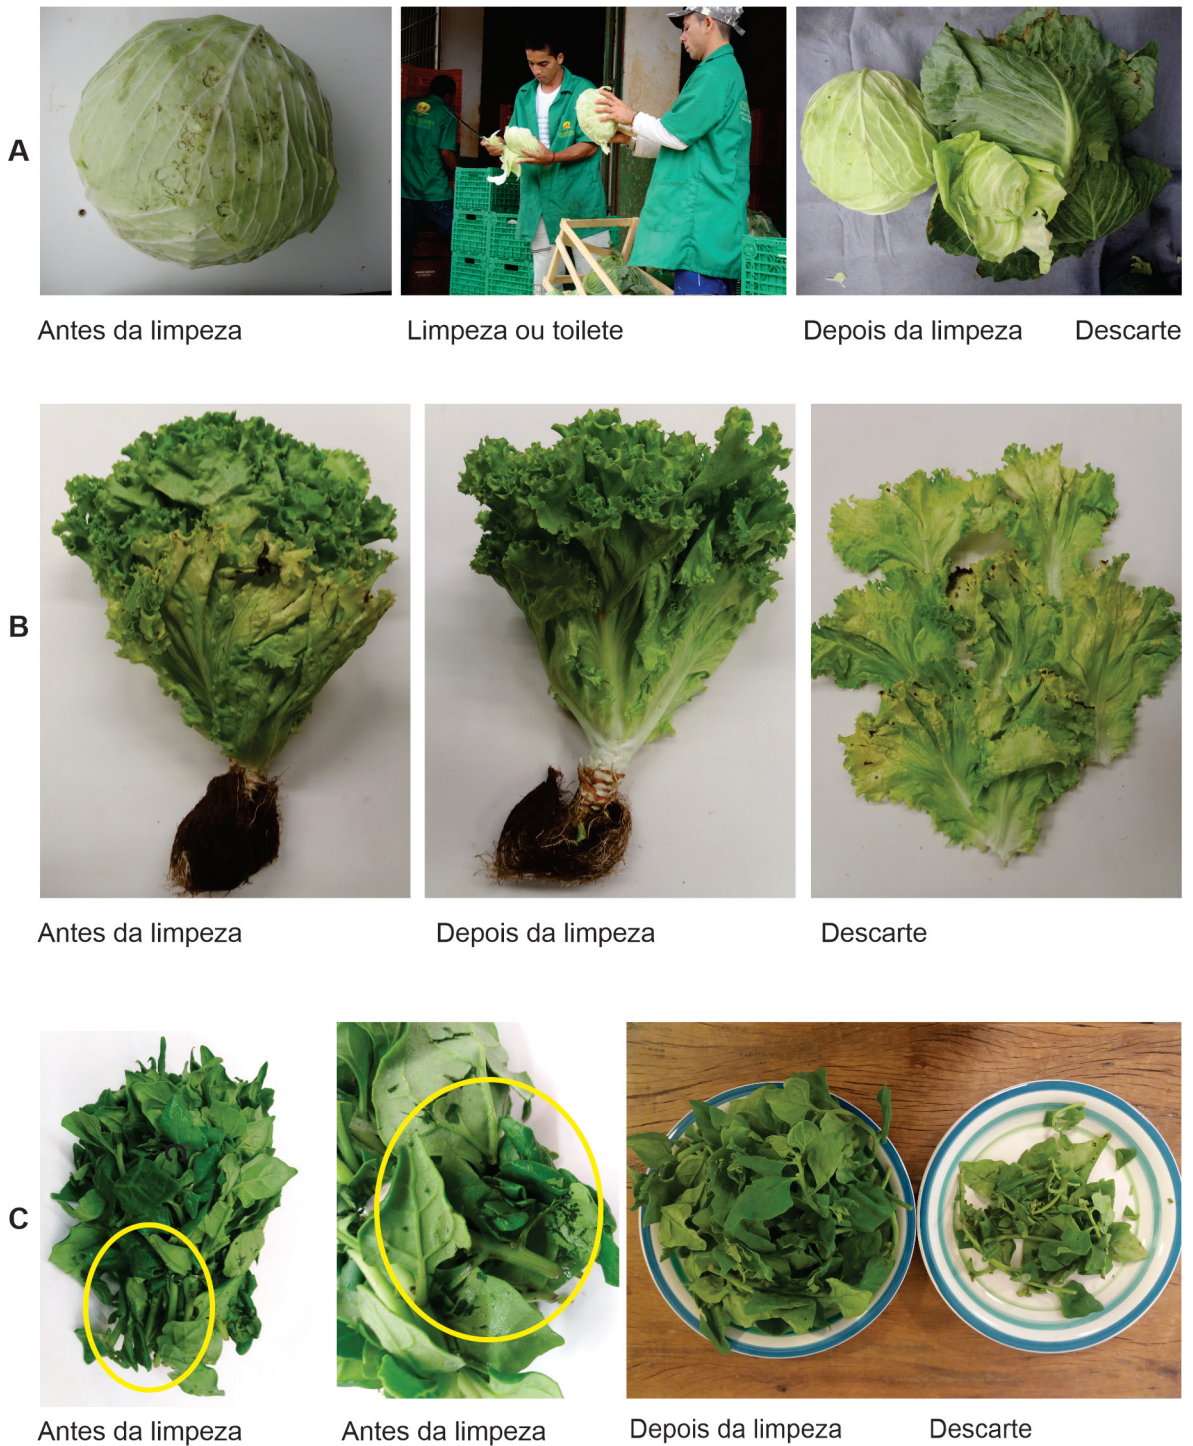 A
Antes da limpeza
Limpeza ou toilete
Depois da limpeza
Descarte
B
Antes da limpeza
Depois da limpeza
Descarte
C
Antes da limpeza
Antes da limpeza
Depois da limpeza
Descarte